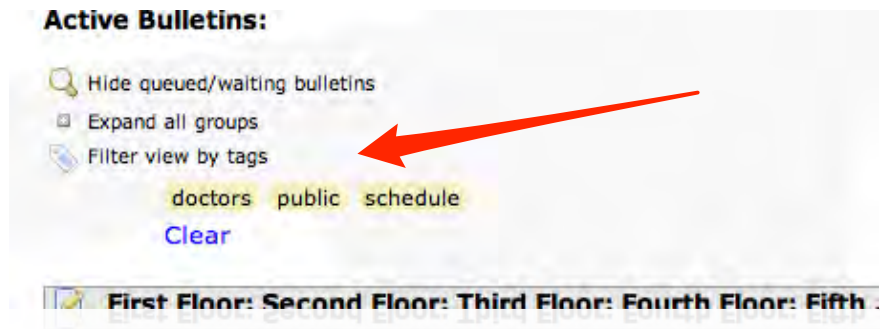 Active Bulletins:
Hide queued/waiting bulletins
Expand all groups
Filter view by tags
doctors public schedule
Clear
First Floor: Second Floor: Third Floor: Fourth Floor: Fifth